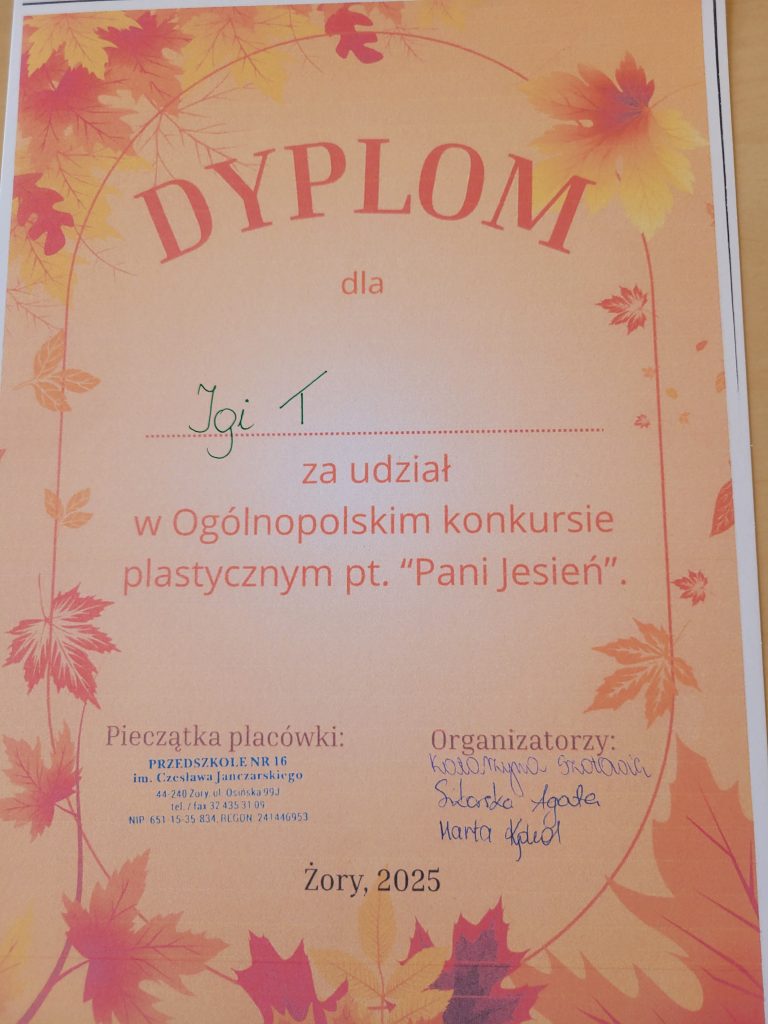 DYPLOM
dla
Igi T
za udział
w Ogólnopolskim konkursie
plastycznym pt. “Pani Jesień”.
Pieczątka placówki:
PRZEDSZKOLE NR 16
im. Czesława Janczarskiego
44-240 Żory, ul. Osińska 99J
tel. / fax 32 435 31 09
NIP 651-15-35-834, REGON 241446953
Organizatorzy:
Katarzyna
Sikorska Agata
Marta
Żory, 2025